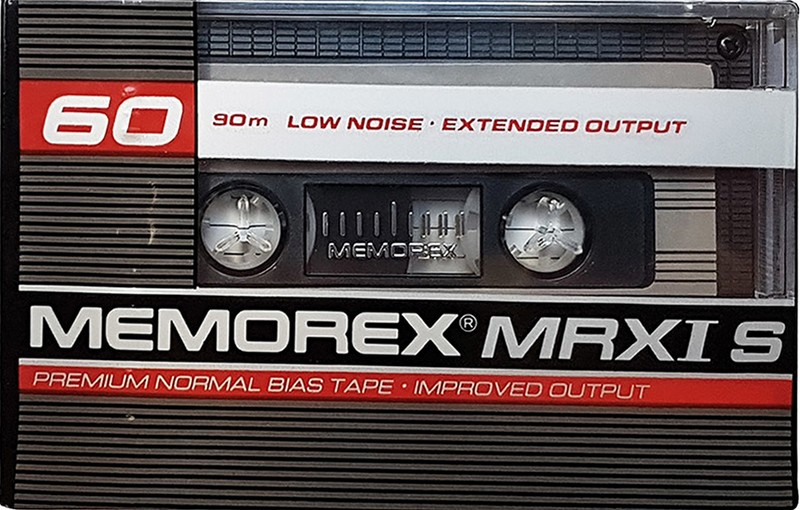 60
90m LOW NOISE · EXTENDED OUTPUT
MEMOREX
MEMOREX® MRXI S
PREMIUM NORMAL BIAS TAPE · IMPROVED OUTPUT